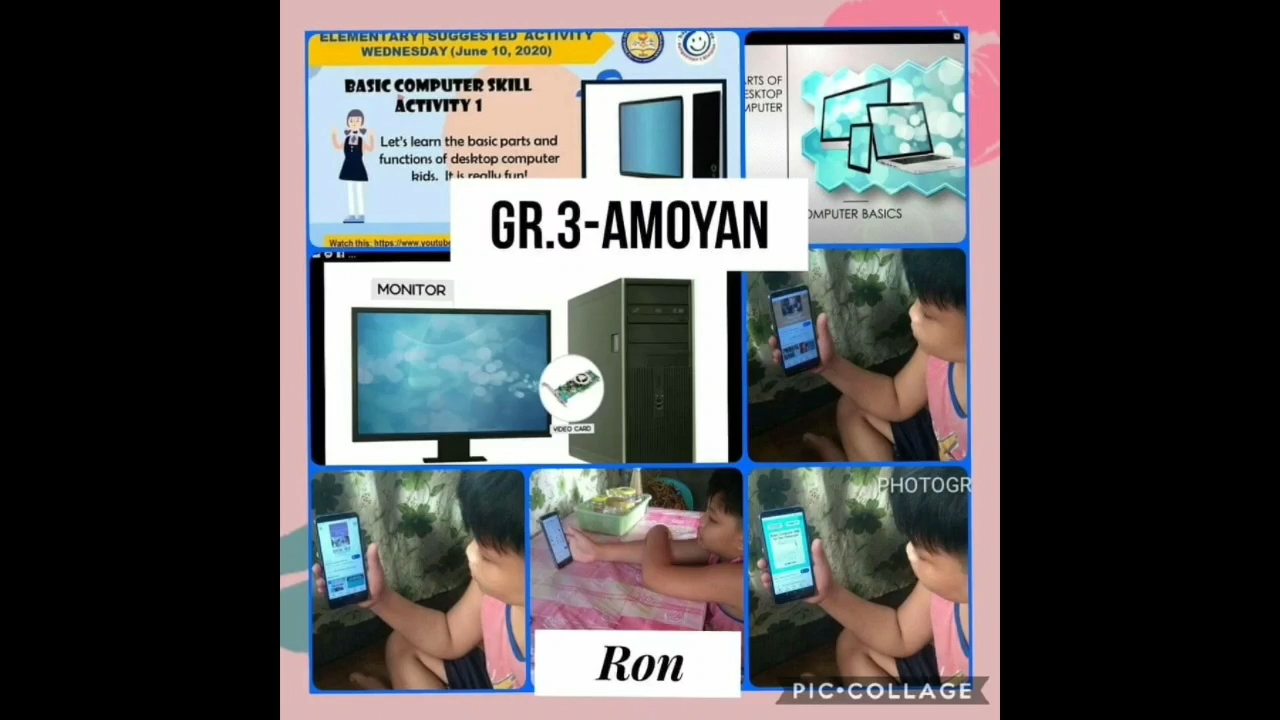 ELEMENTARY SUGGESTED ACTIVITY
WEDNESDAY (June 10, 2020)
BASIC COMPUTER SKILL
ACTIVITY 1
Let's learn the basic parts and
functions of desktop computer
kids. It is really fun!
Watch this: https://www.youtube
ARTS OF
ESKTOP
MPUTER
OMPUTER BASICS
GR.3-AMOYAN
MONITOR
VIDEO CARD
PHOTOGR
Ron
PIC•COLLAGE